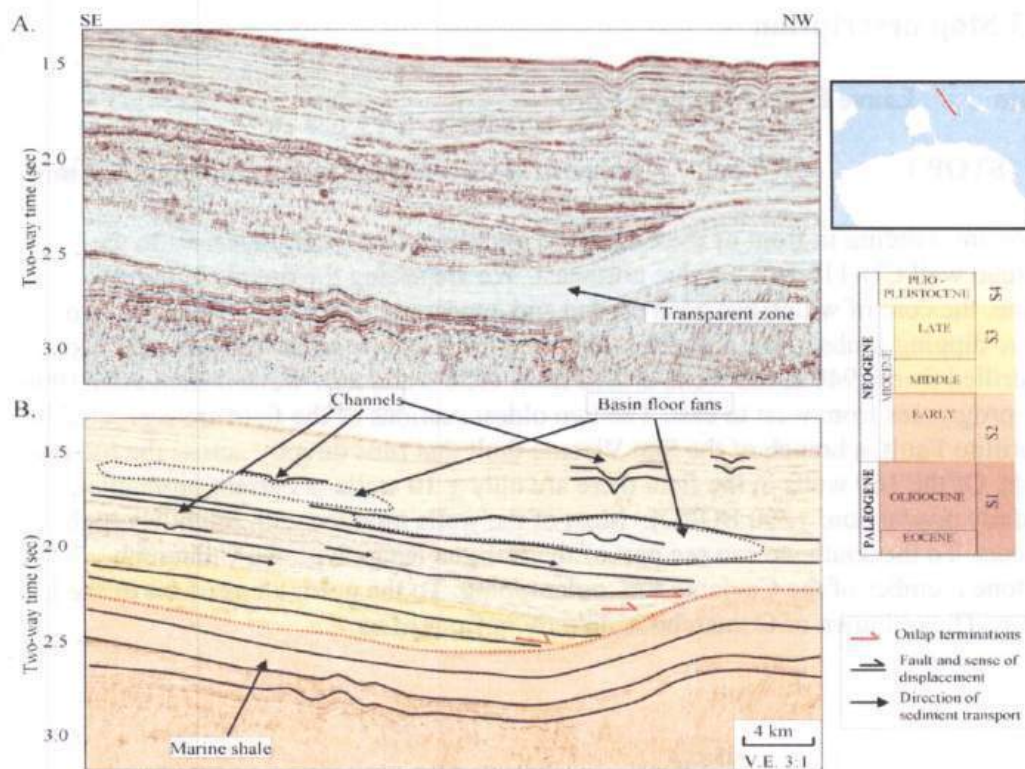 A.
SE
NW
1.5
2.0
2.5
3.0
Two-way time (sec)
Transparent zone
B.
Channels
Basin floor fans
1.5
2.0
2.5
3.0
Two-way time (sec)
Marine shale
4 km
V.E. 3:1
NEOGENE
PALEOGENE
MIOCENE
PLIO-
PLEISTOCENE
LATE
MIDDLE
EARLY
OLIGOCENE
EOCENE
S4
S3
S2
S1
Onlap terminations
Fault and sense of
displacement
Direction of
sediment transport